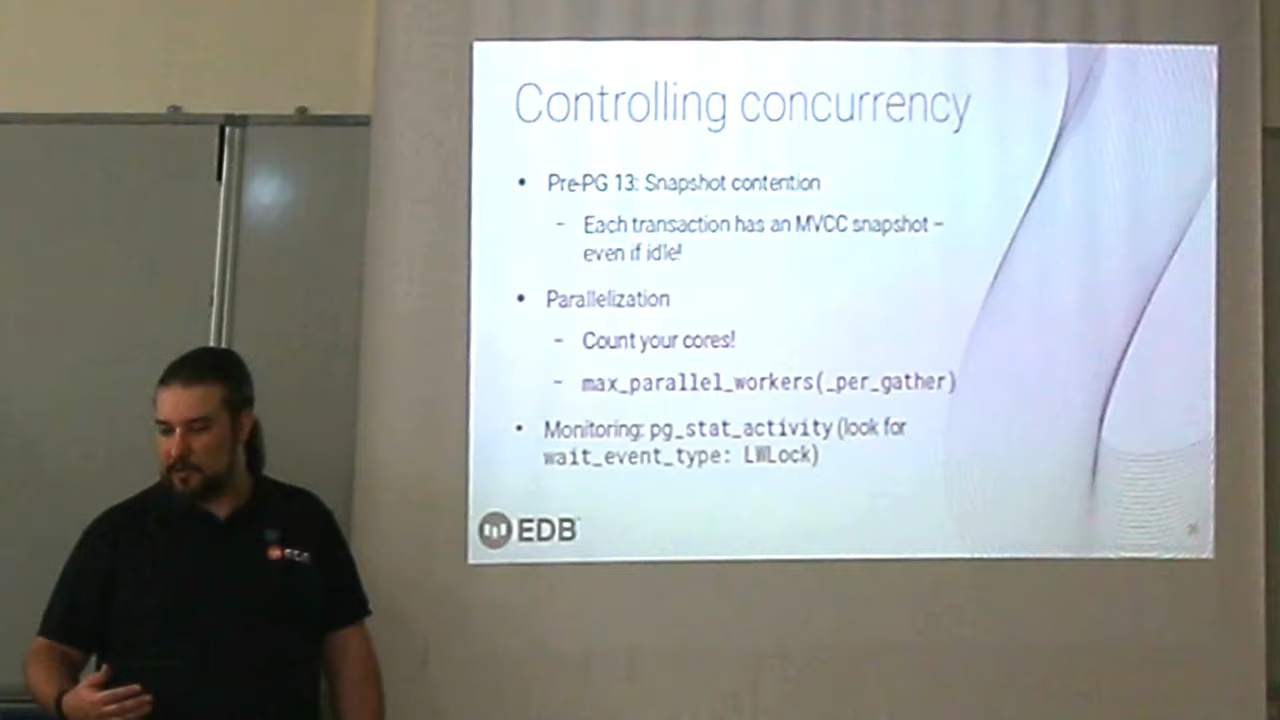 Controlling concurrency
• Pre-PG 13: Snapshot contention
– Each transaction has an MVCC snapshot –
even if idle!
• Parallelization
– Count your cores!
– max_parallel_workers(_per_gather)
• Monitoring: pg_stat_activity (look for
wait_event_type: LWLock)
EDB